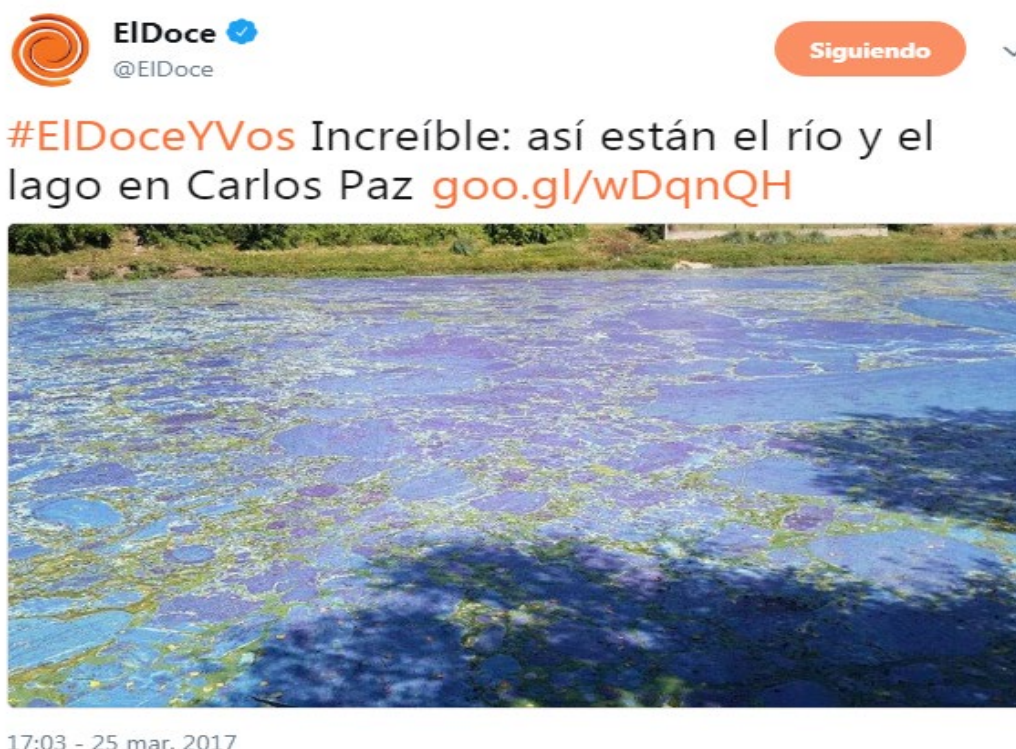 ElDoce
@ElDoce
Siguiendo
#ElDoceYVos Increíble: así están el río y el
lago en Carlos Paz goo.gl/wDqnQH
17:03 - 25 mar. 2017